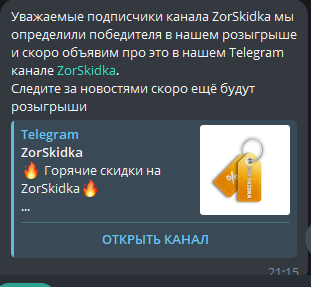 Уважаемые подписчики канала ZorSkidka мы
определили победителя в нашем розыгрыше
и скоро объявим про это в нашем Telegram
канале ZorSkidka.
Следите за новостями скоро ещё будут
розыгрыши
Telegram
ZorSkidka
🔥 Горячие скидки на
ZorSkidka🔥
...
%
ZORSKIDKA
ОТКРЫТЬ КАНАЛ
21:15